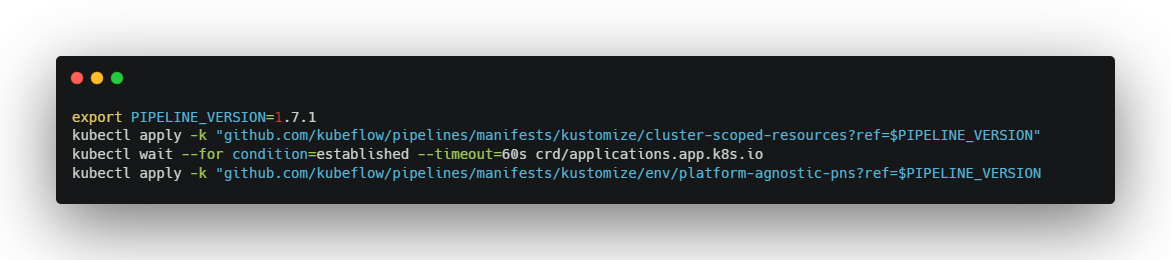 export PIPELINE_VERSION=1.7.1
kubectl apply -k "github.com/kubeflow/pipelines/manifests/kustomize/cluster-scoped-resources?ref=$PIPELINE_VERSION"
kubectl wait --for condition=established --timeout=60s crd/applications.app.k8s.io
kubectl apply -k "github.com/kubeflow/pipelines/manifests/kustomize/env/platform-agnostic-pns?ref=$PIPELINE_VERSION